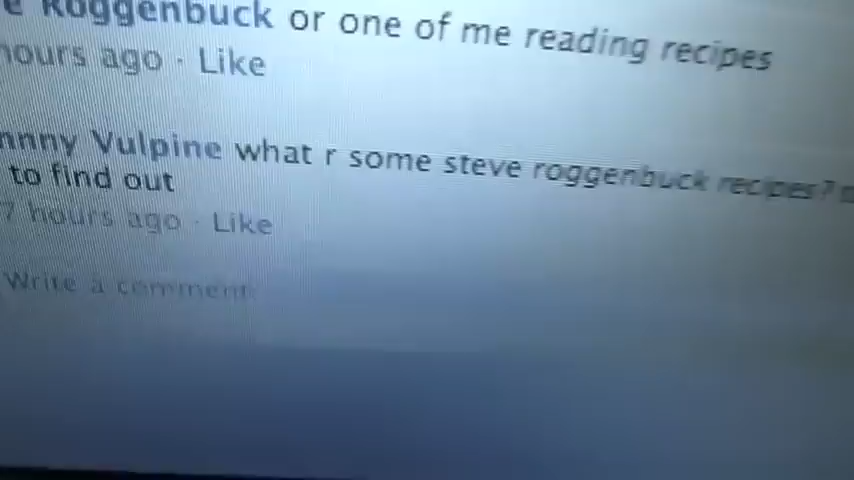 Roggenbuck or one of me reading recipes
hours ago · Like
Vulpine what r some steve roggenbuck recipes?
to find out
7 hours ago · Like
Write a comment